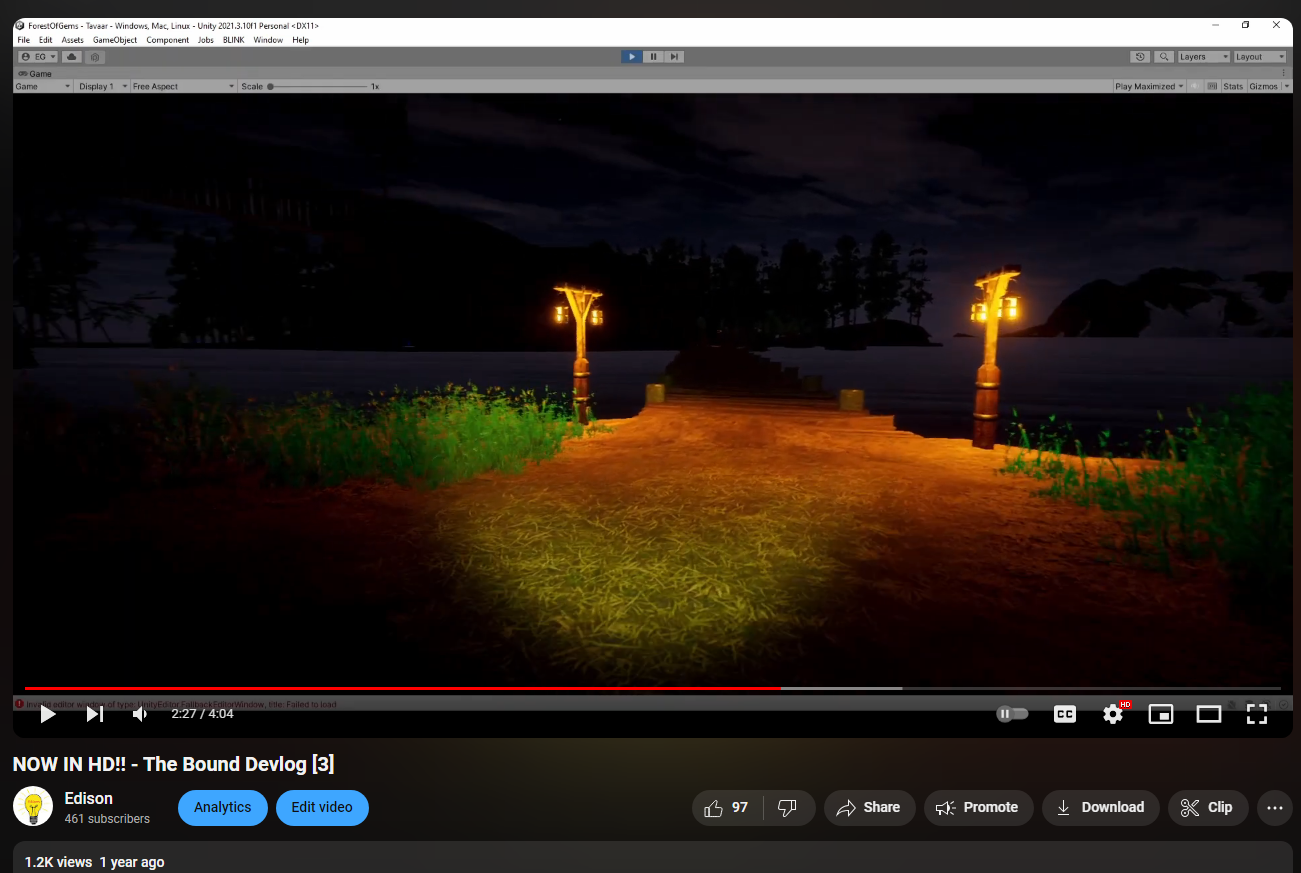 ForestOfGems - Tavaar - Windows, Mac, Linux - Unity 2021.3.10f1 Personal <DX11>
File Edit Assets GameObject Component Jobs BLINK Window Help
EG Layers Layout
Game
Game Display 1 Free Aspect Scale 1x Play Maximized Stats Gizmos
Invalid editor window of type: UnityEditor.FallbackEditorWindow, title: Failed to load
2:27 / 4:04 CC HD
NOW IN HD!! - The Bound Devlog [3]
Edison
461 subscribers
Analytics Edit video 97 Share Promote Download Clip
1.2K views 1 year ago